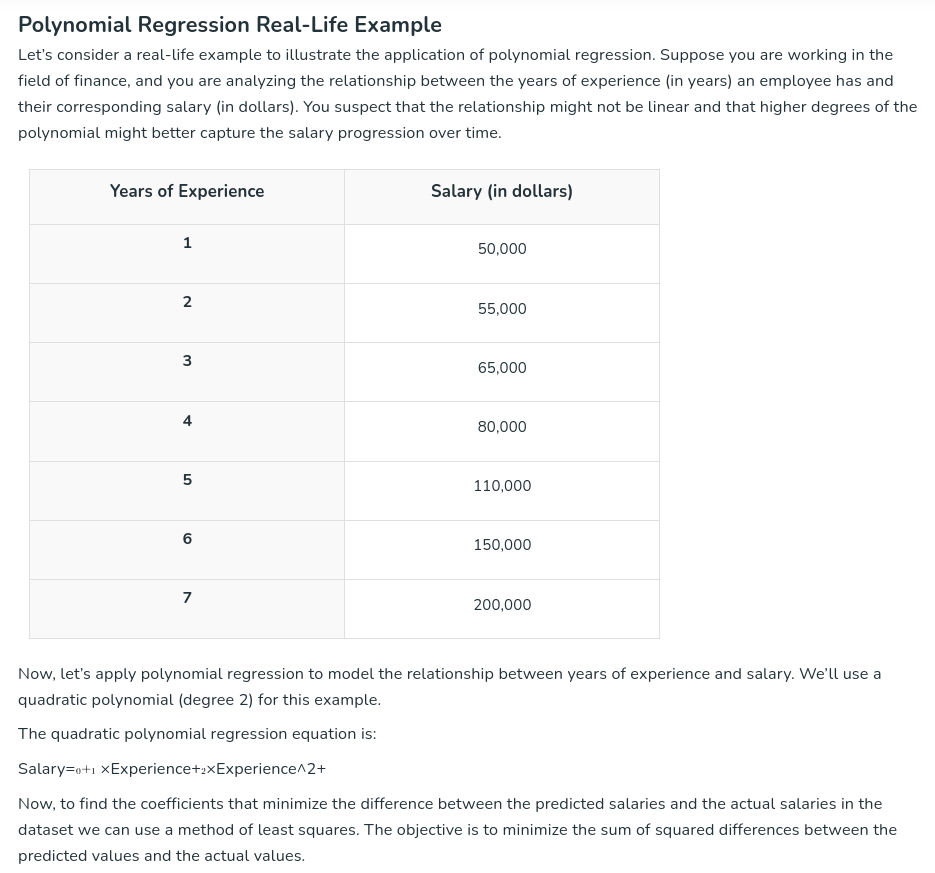 Polynomial Regression Real-Life Example
Let’s consider a real-life example to illustrate the application of polynomial regression. Suppose you are working in the
field of finance, and you are analyzing the relationship between the years of experience (in years) an employee has and
their corresponding salary (in dollars). You suspect that the relationship might not be linear and that higher degrees of the
polynomial might better capture the salary progression over time.
Years of Experience Salary (in dollars)
1 50,000
2 55,000
3 65,000
4 80,000
5 110,000
6 150,000
7 200,000
Now, let’s apply polynomial regression to model the relationship between years of experience and salary. We’ll use a
quadratic polynomial (degree 2) for this example.
The quadratic polynomial regression equation is:
Salary=₀+₁ ×Experience+₂×Experience^2+
Now, to find the coefficients that minimize the difference between the predicted salaries and the actual salaries in the
dataset we can use a method of least squares. The objective is to minimize the sum of squared differences between the
predicted values and the actual values.